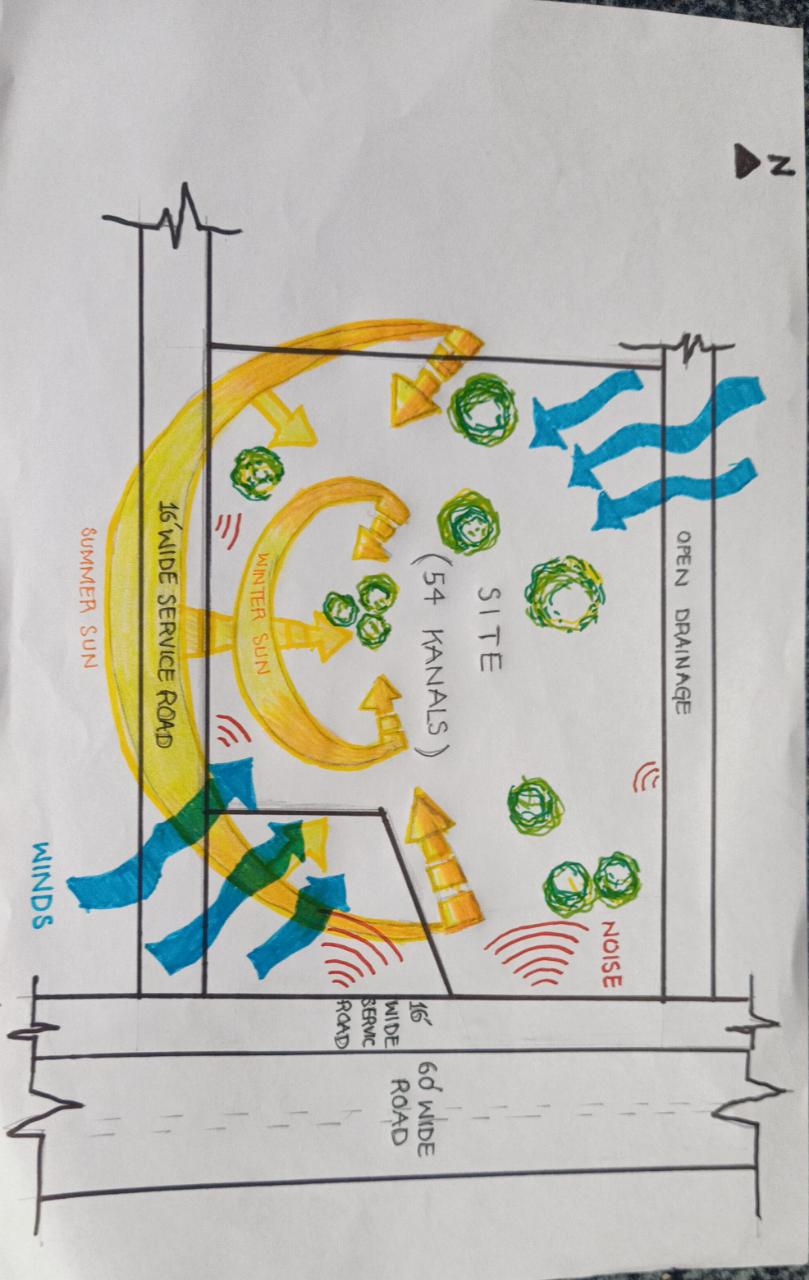 N
OPEN DRAINAGE
SITE
(54 KANALS)
NOISE
WINTER SUN
16' WIDE SERVICE ROAD
SUMMER SUN
WINDS
16'
WIDE
SERVIC
ROAD
60' WIDE
ROAD